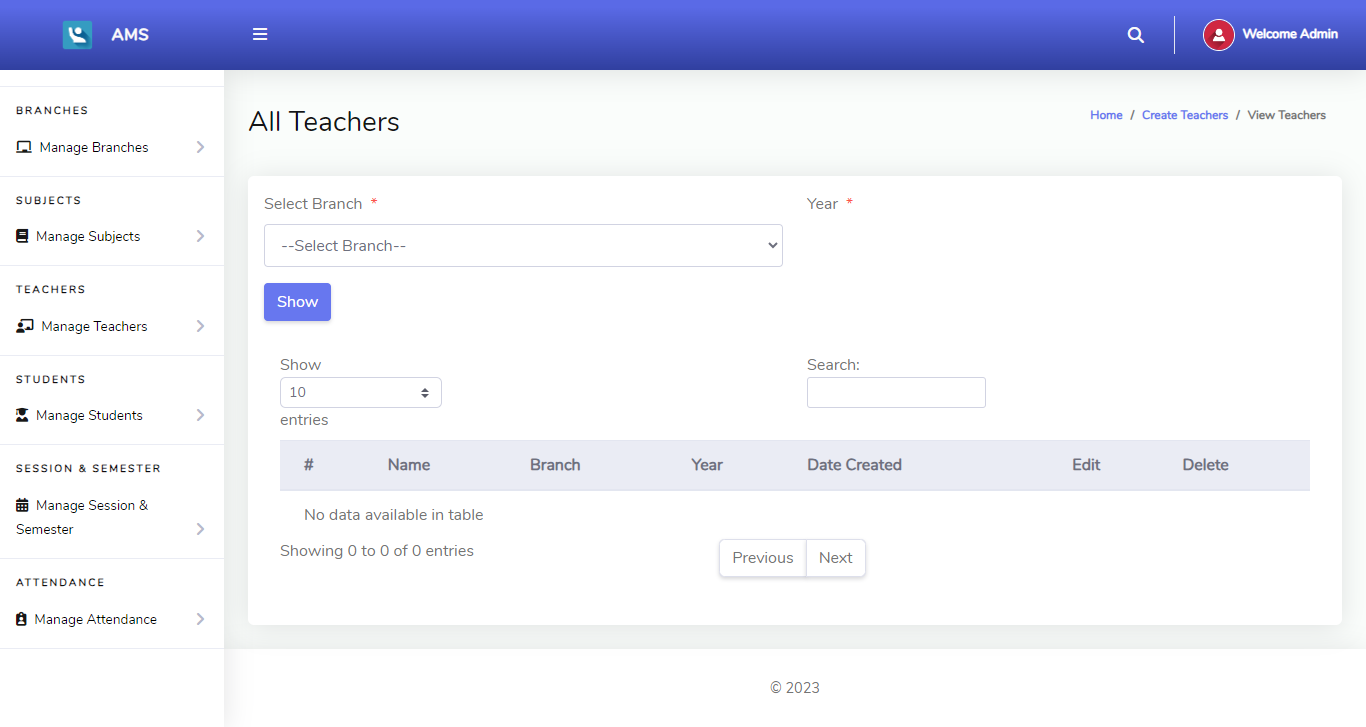 AMS
Welcome Admin
BRANCHES
Manage Branches
SUBJECTS
Manage Subjects
TEACHERS
Manage Teachers
STUDENTS
Manage Students
SESSION & SEMESTER
Manage Session &
Semester
ATTENDANCE
Manage Attendance
All Teachers
Home / Create Teachers / View Teachers
Select Branch * Year *
--Select Branch--
Show
Show Search:
10
entries
# Name Branch Year Date Created Edit Delete
No data available in table
Showing 0 to 0 of 0 entries
Previous Next
© 2023